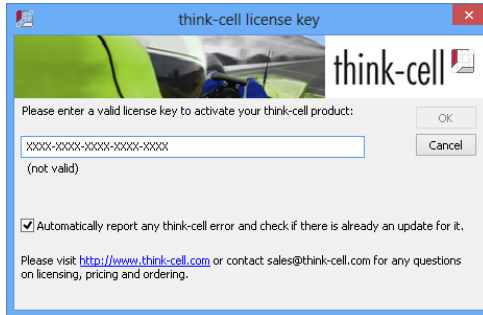 think-cell license key
think-cell
Please enter a valid license key to activate your think-cell product:
OK
XXXX-XXXX-XXXX-XXXX-XXXX
Cancel
(not valid)
Automatically report any think-cell error and check if there is already an update for it.
Please visit http://www.think-cell.com or contact sales@think-cell.com for any questions
on licensing, pricing and ordering.